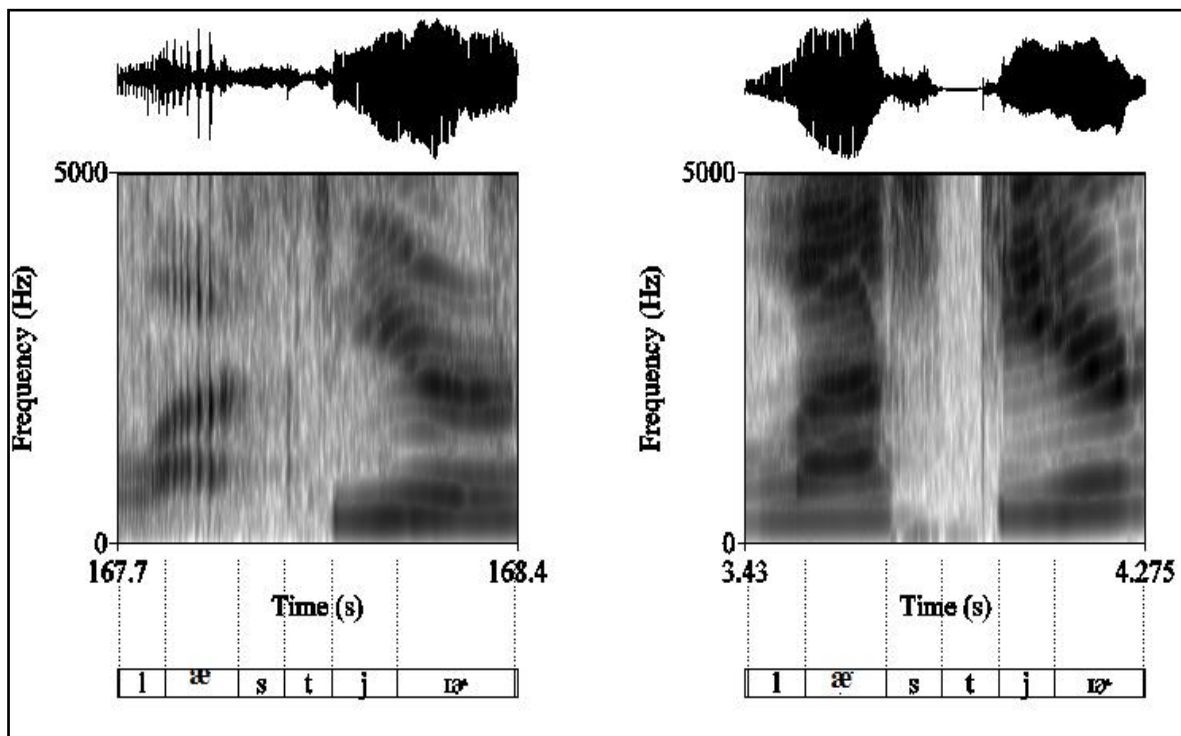 5000 5000
Frequency (Hz) Frequency (Hz)
0 0
167.7 168.4 3.43 4.275
Time (s) Time (s)
l æ s t j ɪɚ l æ s t j ɪɚ